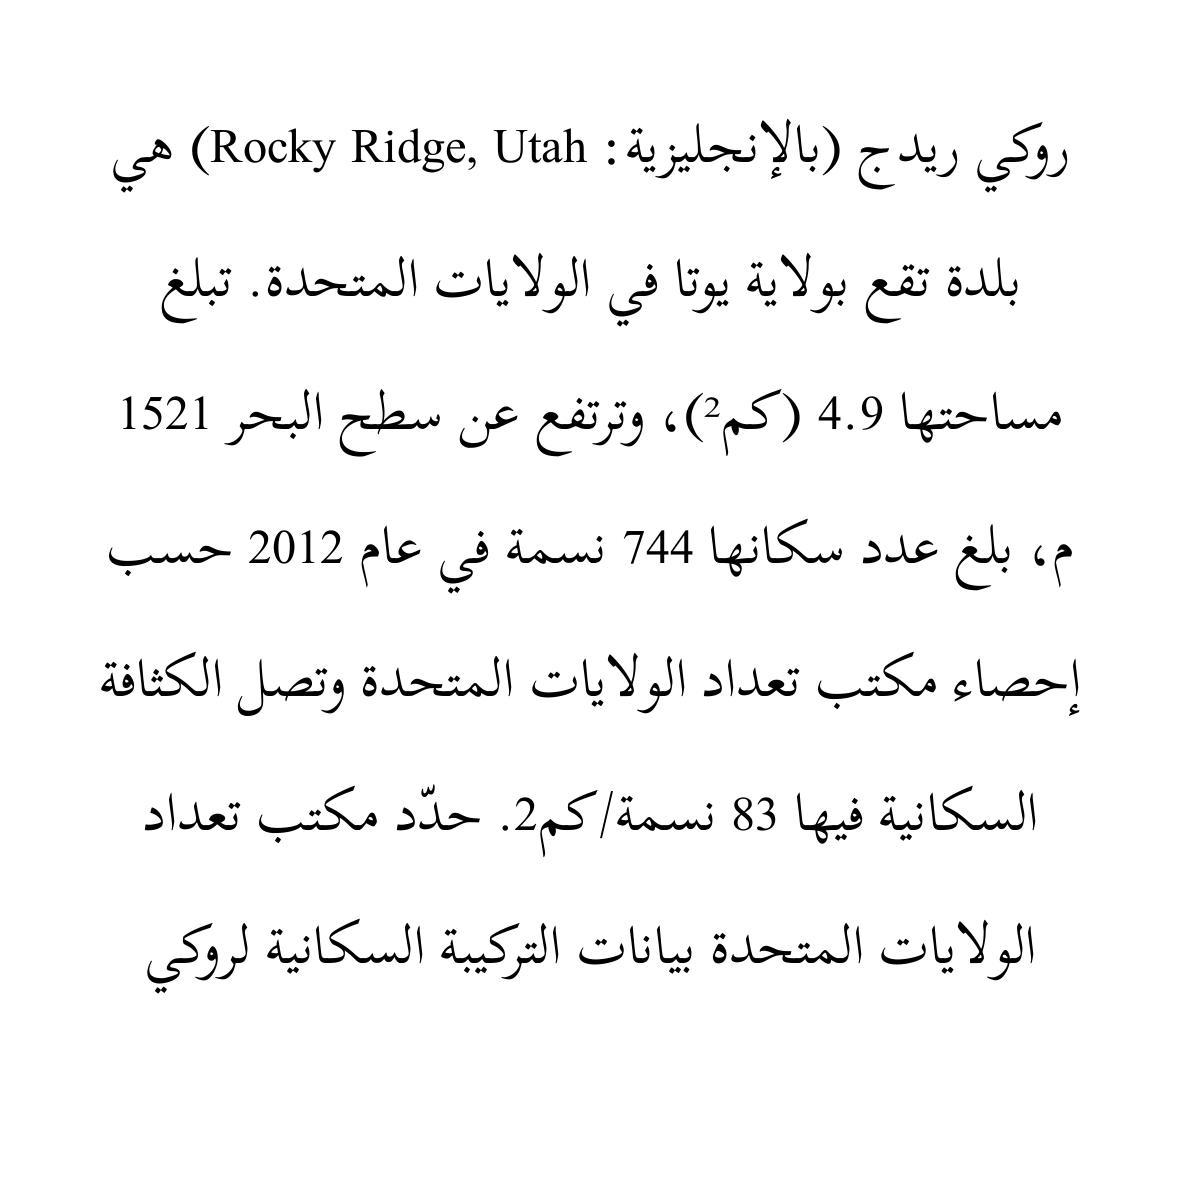 روكي ريدج (بالإنجليزية: Rocky Ridge, Utah) هي
بلدة تقع بولاية يوتا في الولايات المتحدة. تبلغ
مساحتها 4.9 (كم²)، وترتفع عن سطح البحر 1521
م، بلغ عدد سكانها 744 نسمة في عام 2012 حسب
إحصاء مكتب تعداد الولايات المتحدة وتصل الكثافة
السكانية فيها 83 نسمة/كم2. حدّد مكتب تعداد
الولايات المتحدة بيانات التركيبة السكانية لروكي